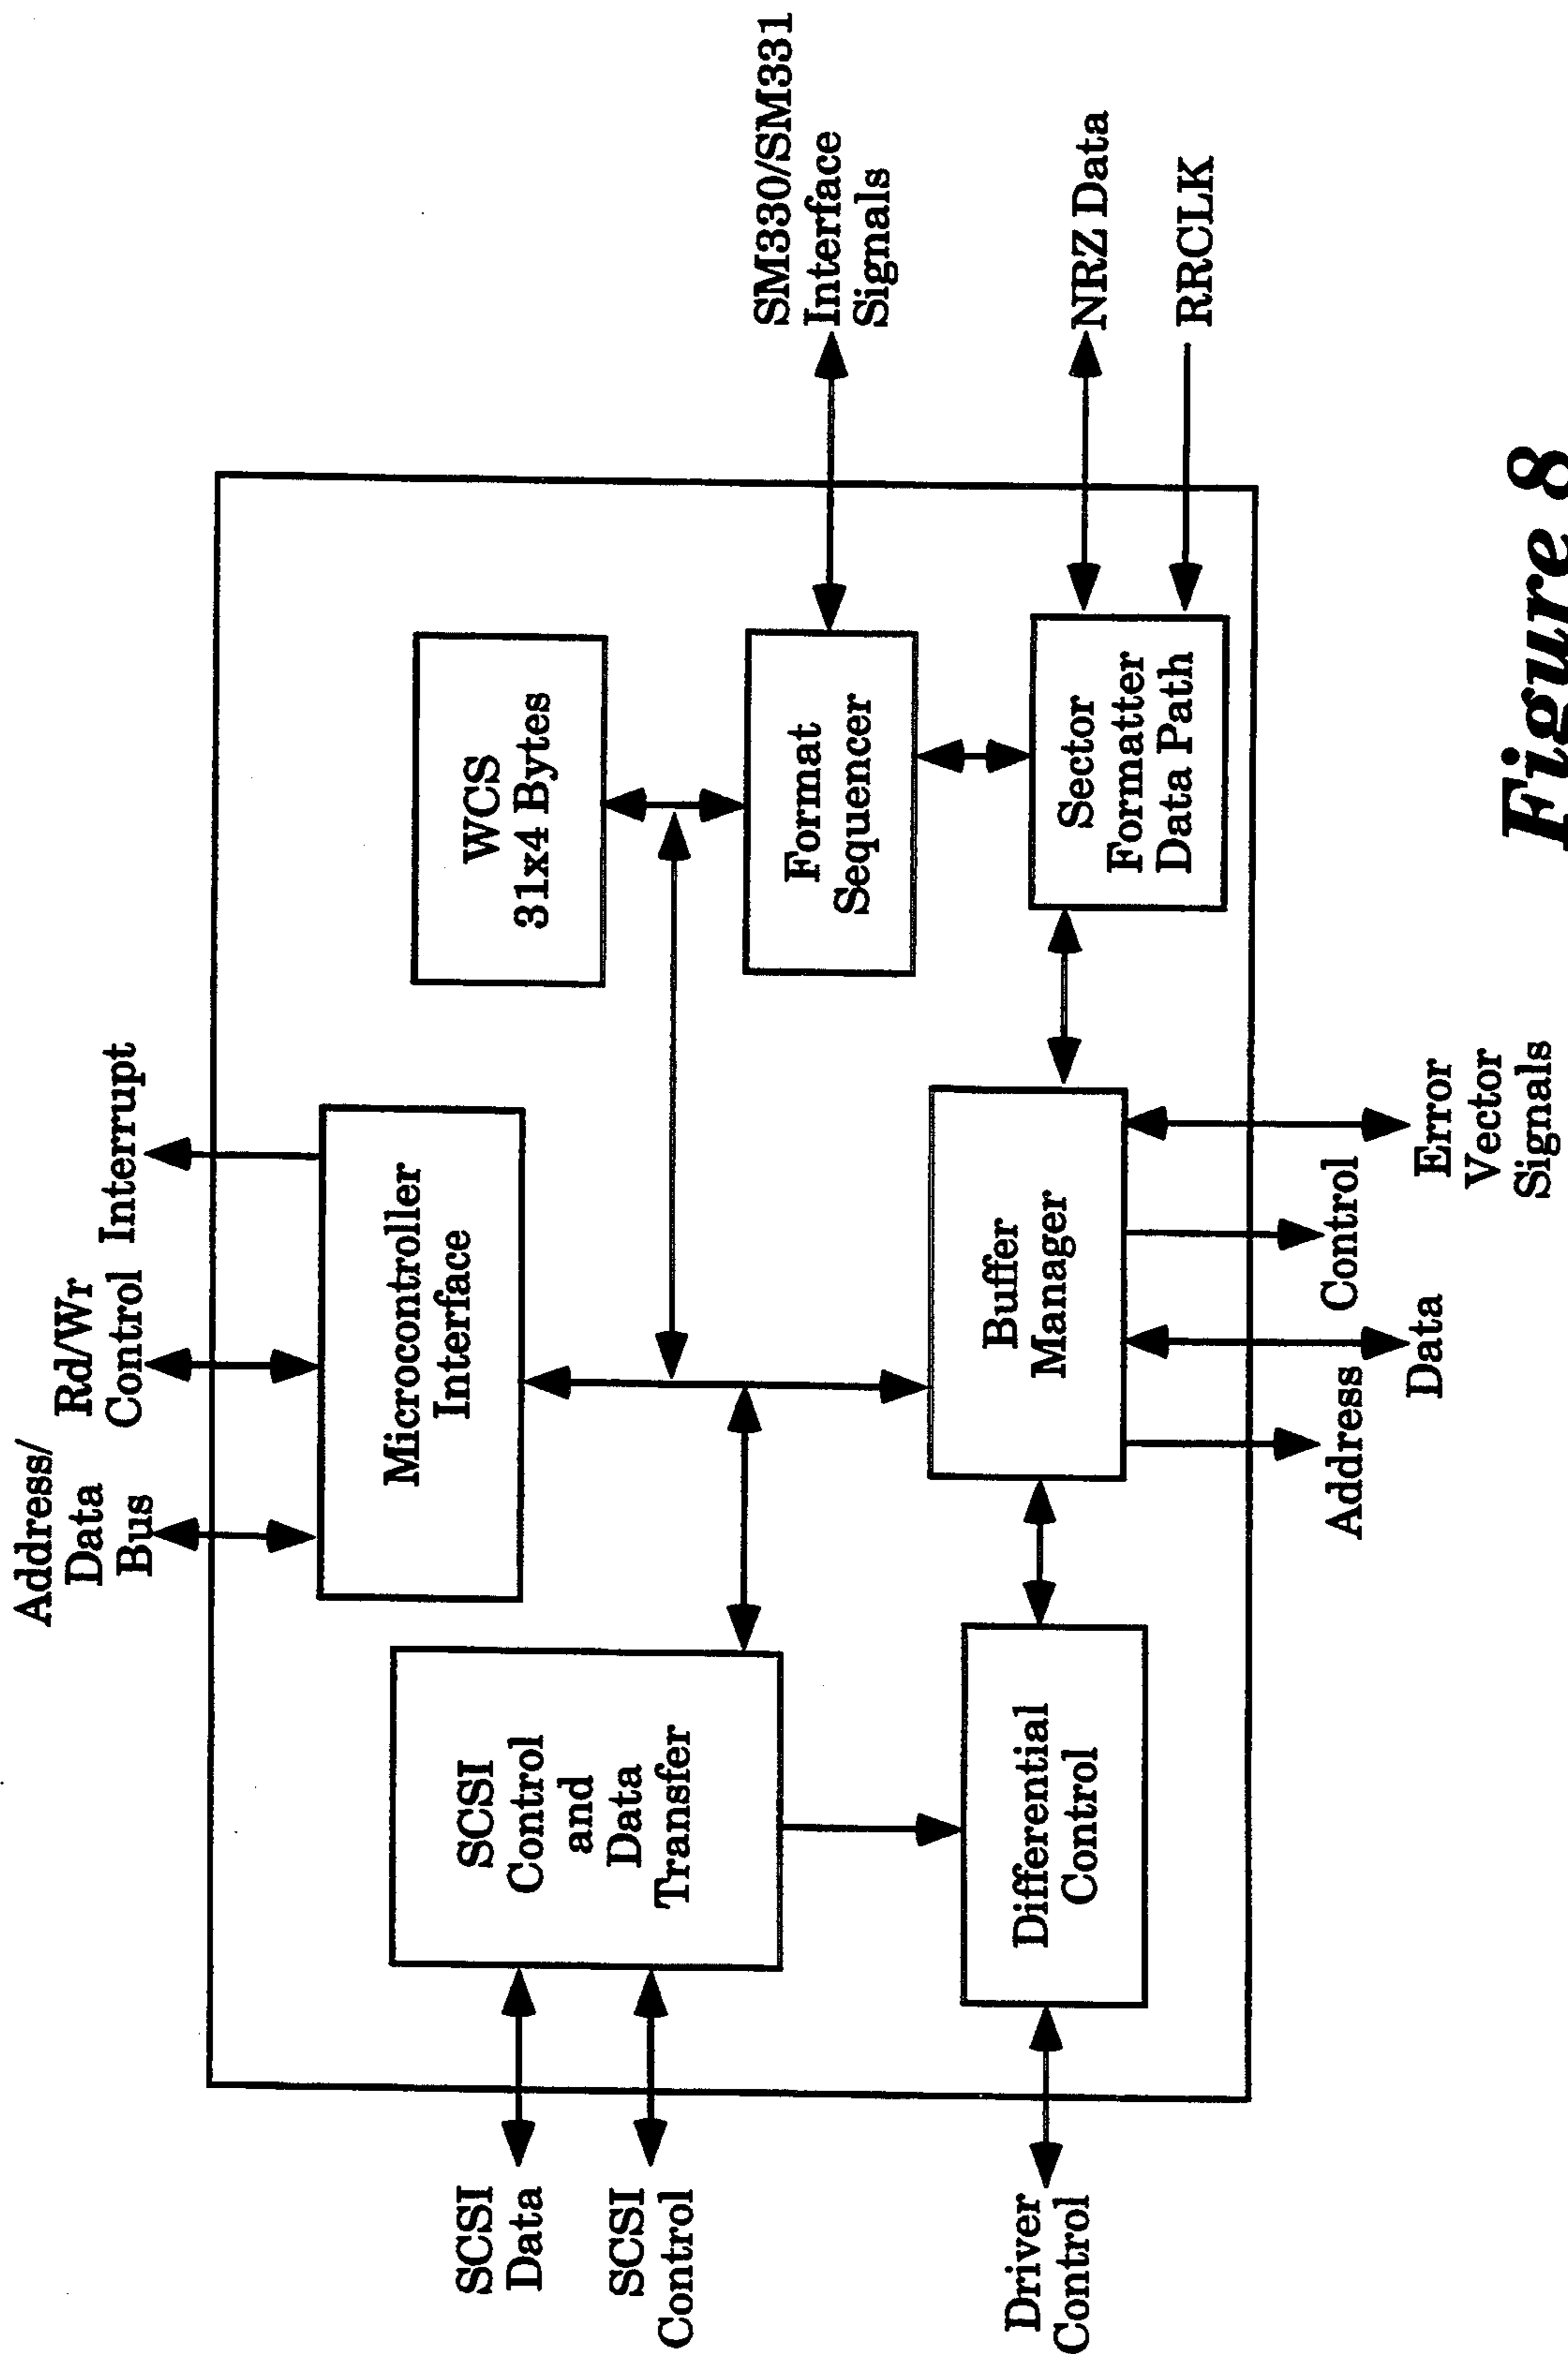 Address/
Data
Bus
Rd/Wr
Control
Interrupt
SCSI
Data
SCSI
Control
Driver
Control
SCSI
Control
and
Data
Transfer
Microcontroller
Interface
WCS
31x4 Bytes
Format
Sequencer
Differential
Control
Buffer
Manager
Sector
Formatter
Data Path
SM330/SM331
Interface
Signals
NRZ Data
RRCLK
Address
Data
Control
Error
Vector
Signals
Figure 8